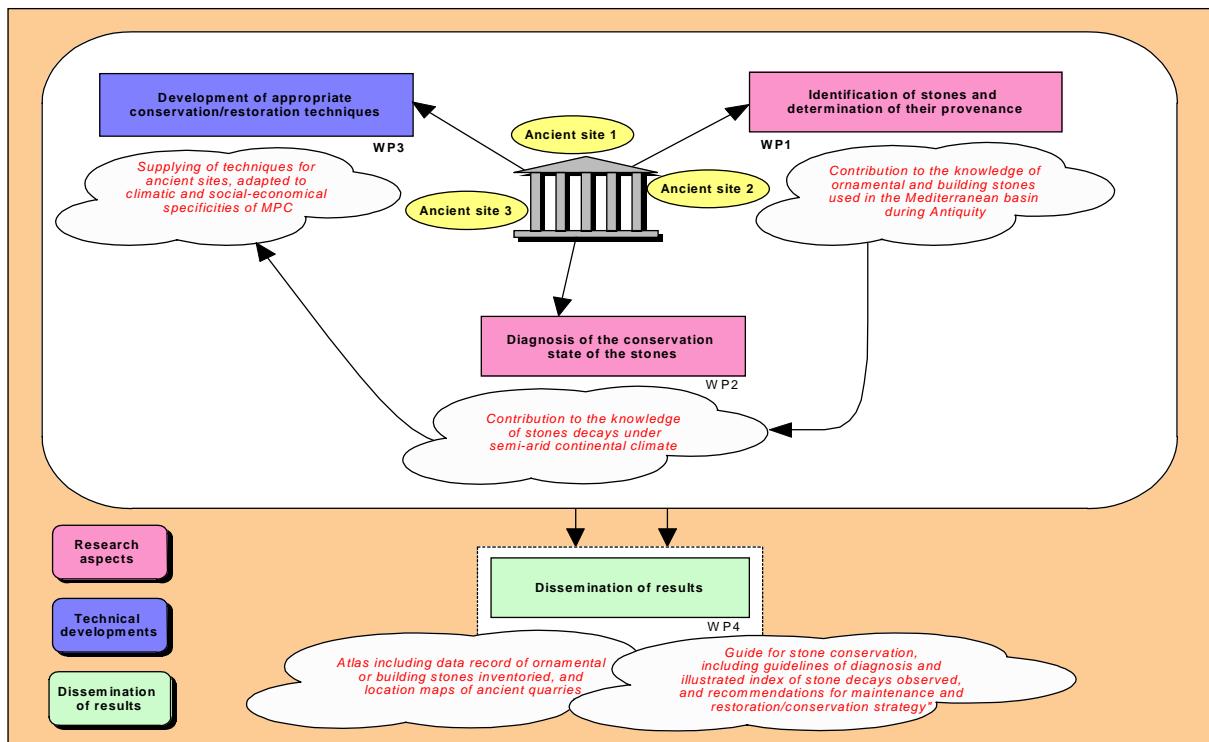 Development of appropriate
conservation/restoration techniques
WP3
Supplying of techniques for
ancient sites, adapted to
climatic and social-economical
specificities of MPC
Ancient site 1
Ancient site 2
Ancient site 3
Identification of stones and
determination of their provenance
WP1
Contribution to the knowledge of
ornamental and building stones
used in the Mediterranean basin
during Antiquity
Diagnosis of the conservation
state of the stones
WP2
Contribution to the knowledge
of stones decays under
semi-arid continental climate
Research
aspects
Technical
developments
Dissemination
of results
Dissemination of results
WP4
Atlas including data record of ornamental
or building stones inventoried, and
location maps of ancient quarries
Guide for stone conservation,
including guidelines of diagnosis and
illustrated index of stone decays observed,
and recommendations for maintenance and
restoration/conservation strategy"